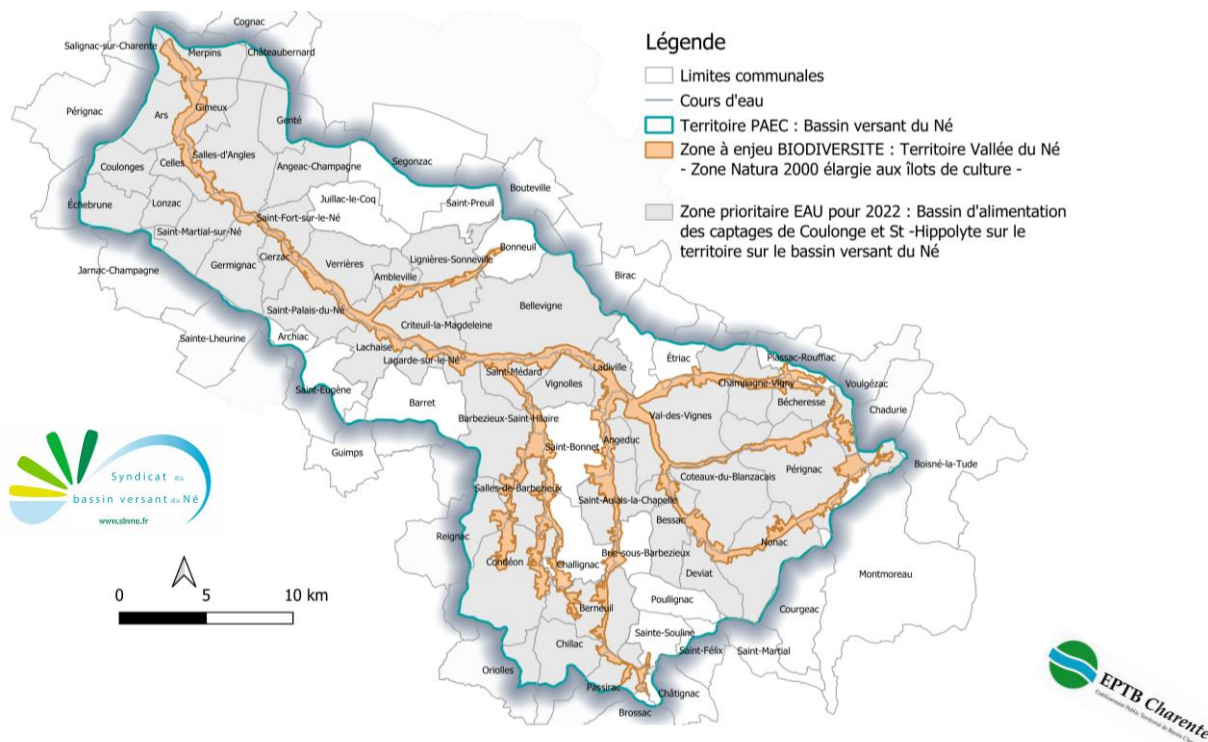 Cognac
Salignac-sur-Charente
Merpins
Châteaubernard
Pérignac
Ars
Gimeux
Genté
Salles-d'Angles
Celles
Coulonges
Angeac-Champagne
Segonzac
Échebrune
Lonzac
Juillac-le-Coq
Saint-Preuil
Bouteville
Saint-Fort-sur-le-Né
Saint-Martial-sur-Né
Bonneuil
Jarnac-Champagne
Germignac
Cierzac
Verrières
Lignières-Sonneville
Ambleville
Birac
Bellevigne
Saint-Palais-du-Né
Criteuil-la-Magdeleine
Sainte-Lheurine
Archiac
Lachaise
Lagarde-sur-le-Né
Étriac
Plassac-Rouffiac
Saint-Médard
Ladiville
Voulgézac
Vignolles
Champagne-Vigny
Saint-Eugène
Barret
Bécheresse
Chadurie
Barbezieux-Saint-Hilaire
Val-des-Vignes
Saint-Bonnet
Angeduc
Guimps
Boisné-la-Tude
Pérignac
Coteaux-du-Blanzacais
Salles-de-Barbezieux
Saint-Aulais-la-Chapelle
Bessac
Reignac
Nonac
Brie-sous-Barbezieux
Condéon
Challignac
Deviat
Montmoreau
Poullignac
Berneuil
Courgeac
Sainte-Souline
Chillac
Saint-Félix
Saint-Martial
Oriolles
Passirac
Châtignac
Brossac
Légende
Limites communales
Cours d'eau
Territoire PAEC : Bassin versant du Né
Zone à enjeu BIODIVERSITE : Territoire Vallée du Né
- Zone Natura 2000 élargie aux îlots de culture -
Zone prioritaire EAU pour 2022 : Bassin d'alimentation
des captages de Coulonge et St -Hippolyte sur le
territoire sur le bassin versant du Né
Syndicat du
bassin versant du Né
www.sbvne.fr
0 5 10 km
EPTB Charente